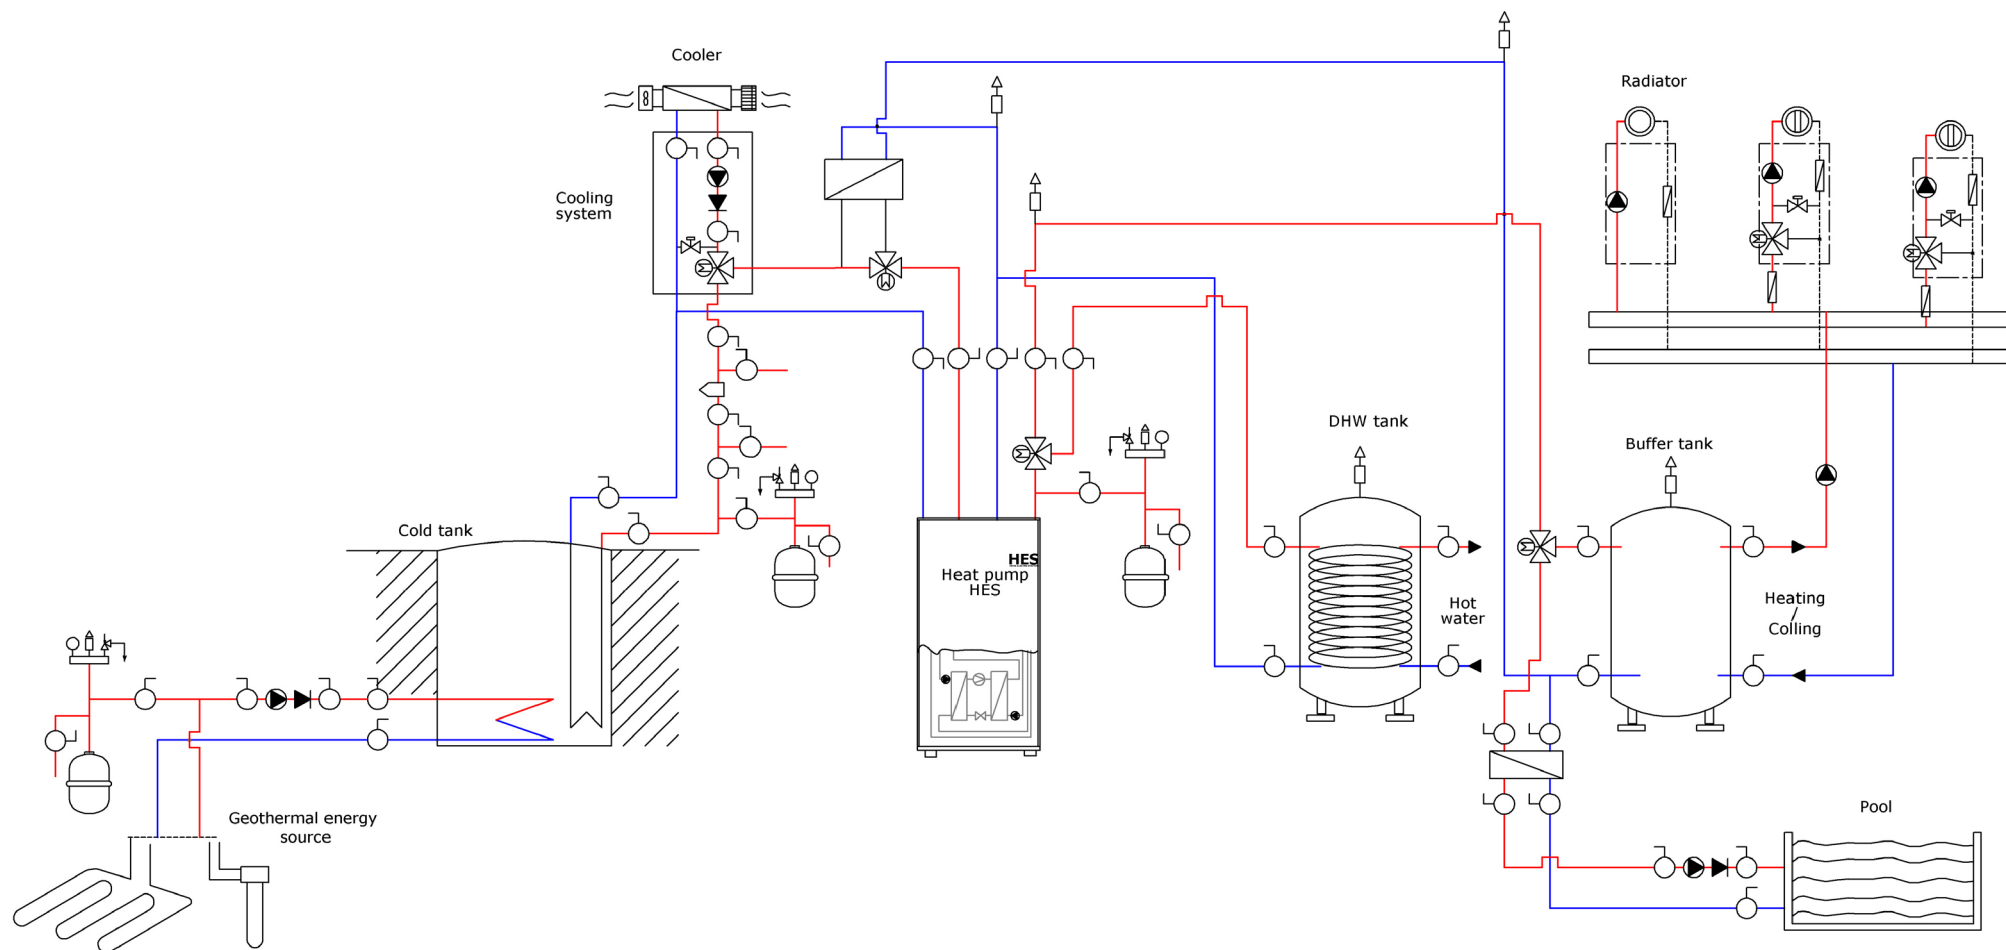 Cooler
Radiator
Cooling
system
DHW tank
Buffer tank
Cold tank
HES
Heat pump
HES
Hot
water
Heating
/
Colling
Geothermal energy
source
Pool